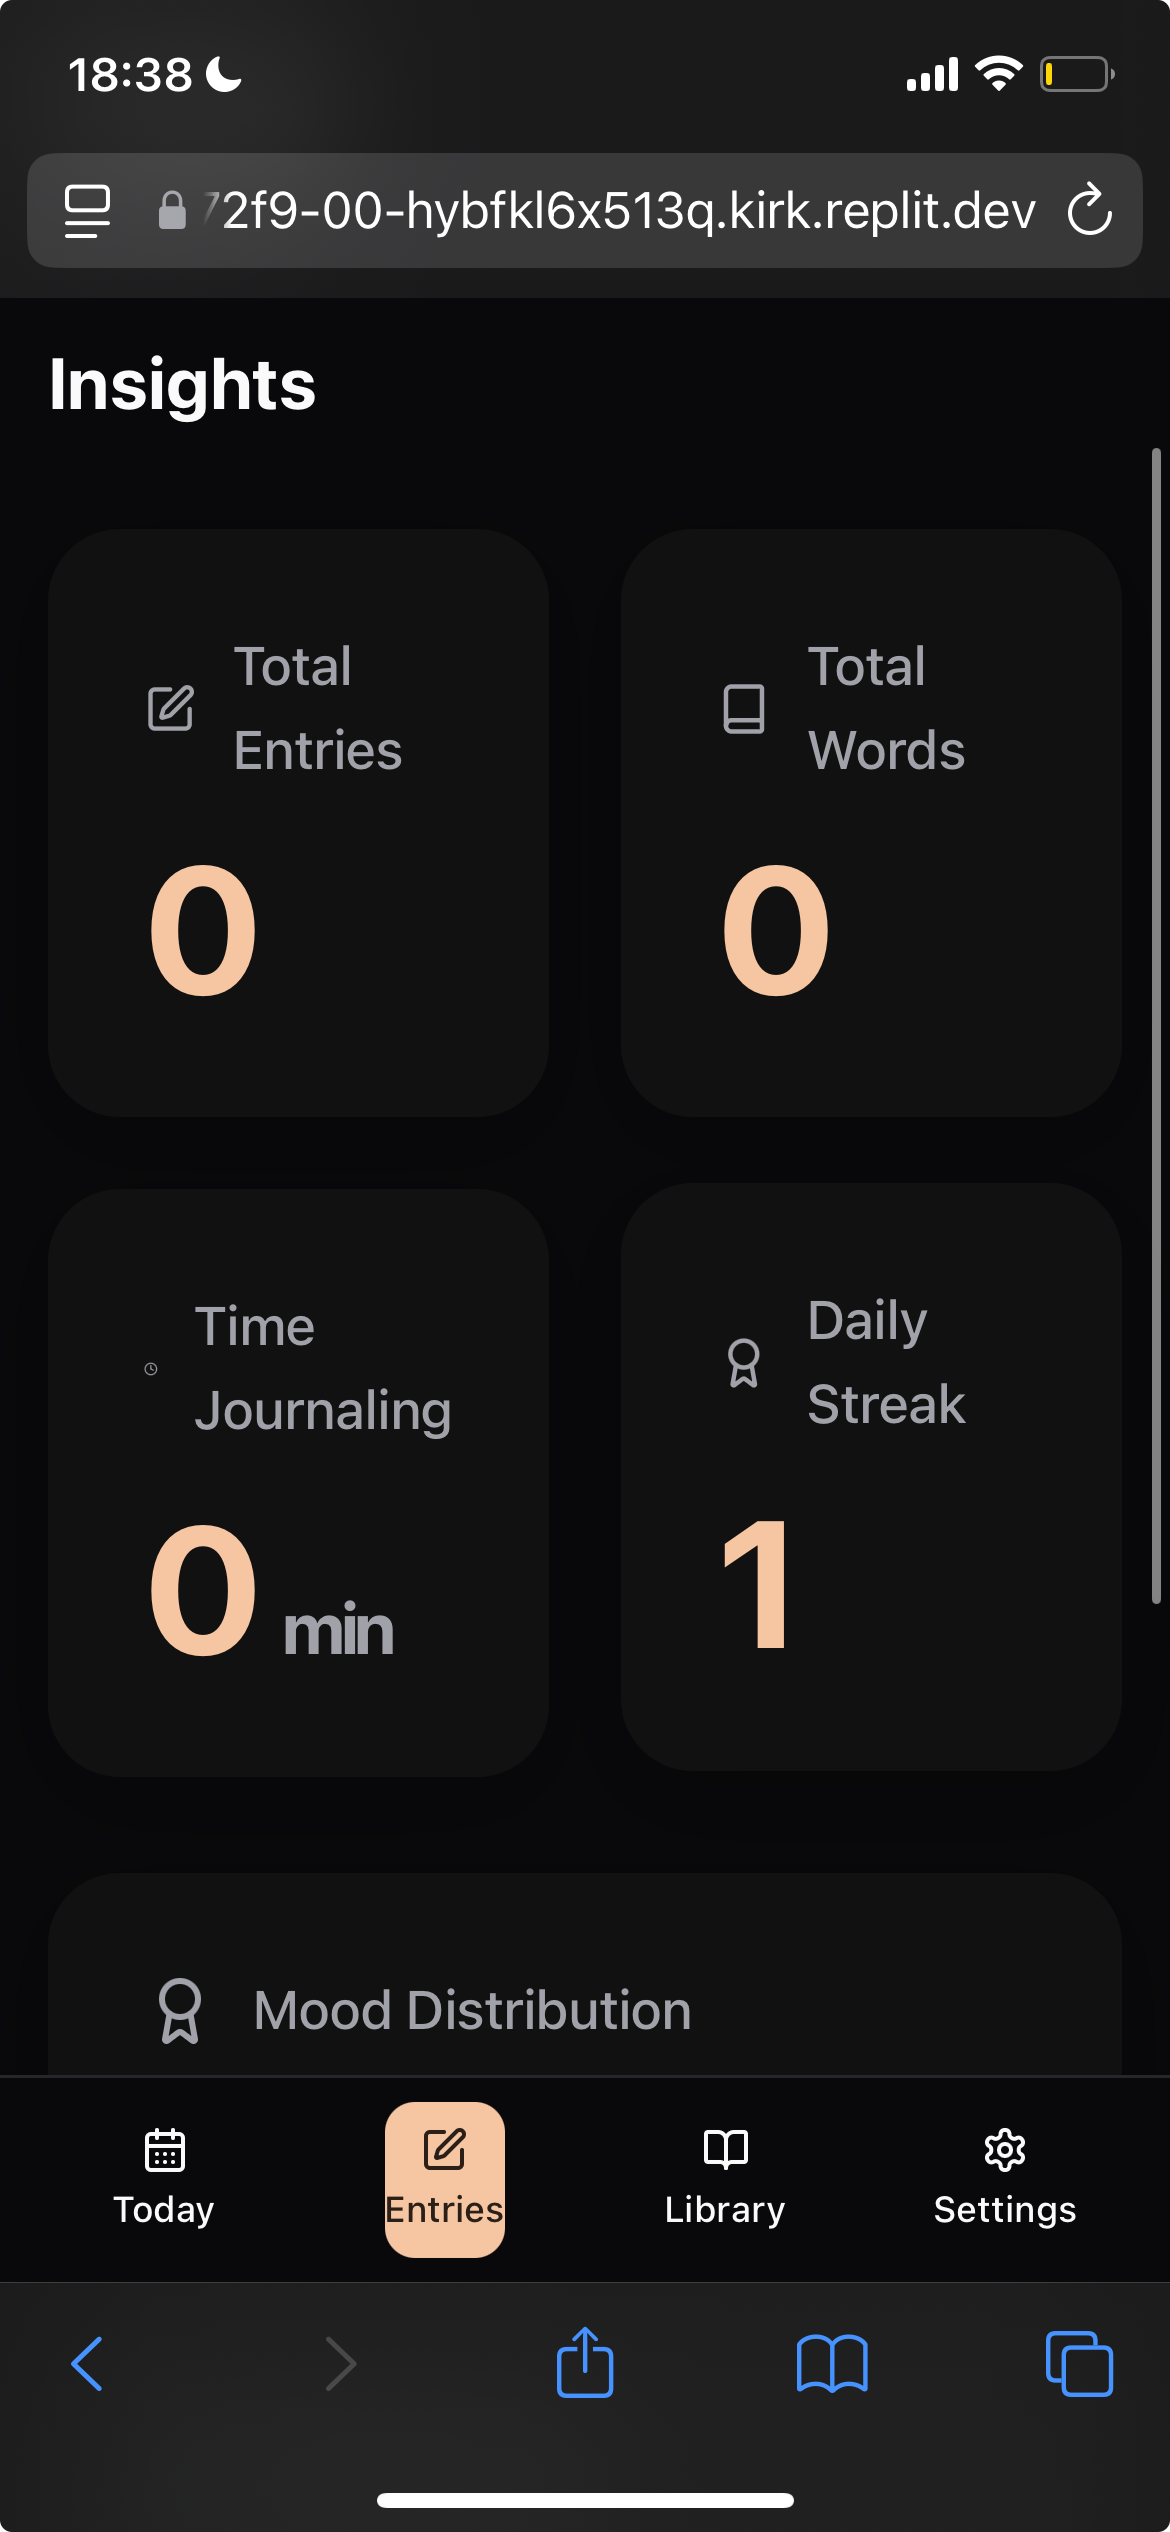 18:38
72f9-00-hybfkl6x513q.kirk.replit.dev
Insights
Total
Entries
0
Total
Words
0
Time
Journaling
0 min
Daily
Streak
1
Mood Distribution
Today
Entries
Library
Settings